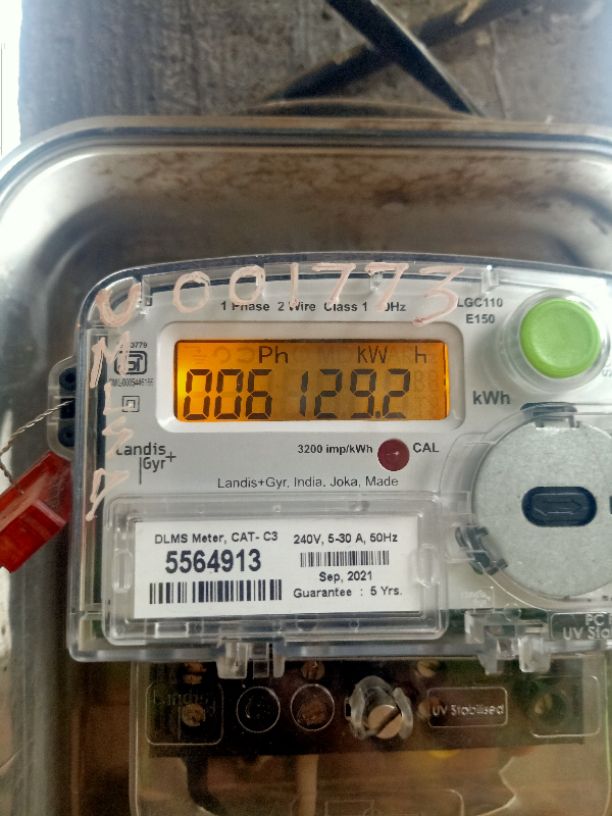 U001773
1 Phase 2 Wire Class 1
LGC110
E150
Ph kW h
006129.2
kWh
3200 imp/kWh
CAL
Landis
Gyr+
Landis+Gyr, India, Joka, Made
DLMS Meter, CAT- C3
240V, 5-30 A, 50Hz
5564913
Sep, 2021
Guarantee : 5 Yrs.
UV Stabilised